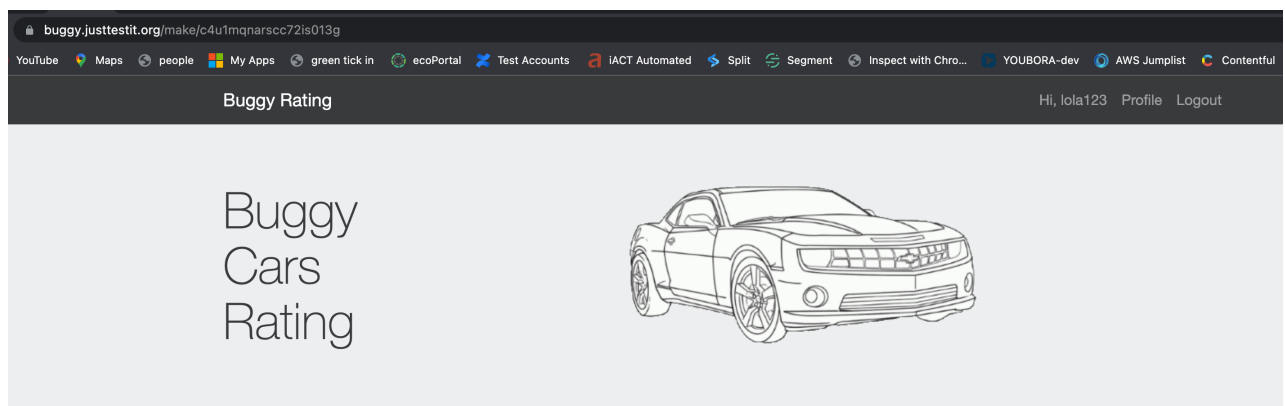 buggy.justtestit.org/make/c4u1mqnarscc72is013g
YouTube Maps people My Apps green tick in ecoPortal Test Accounts iACT Automated Split Segment Inspect with Chro... YOUBORA-dev AWS Jumplist Contentful
Buggy Rating Hi, lola123 Profile Logout
Buggy
Cars
Rating